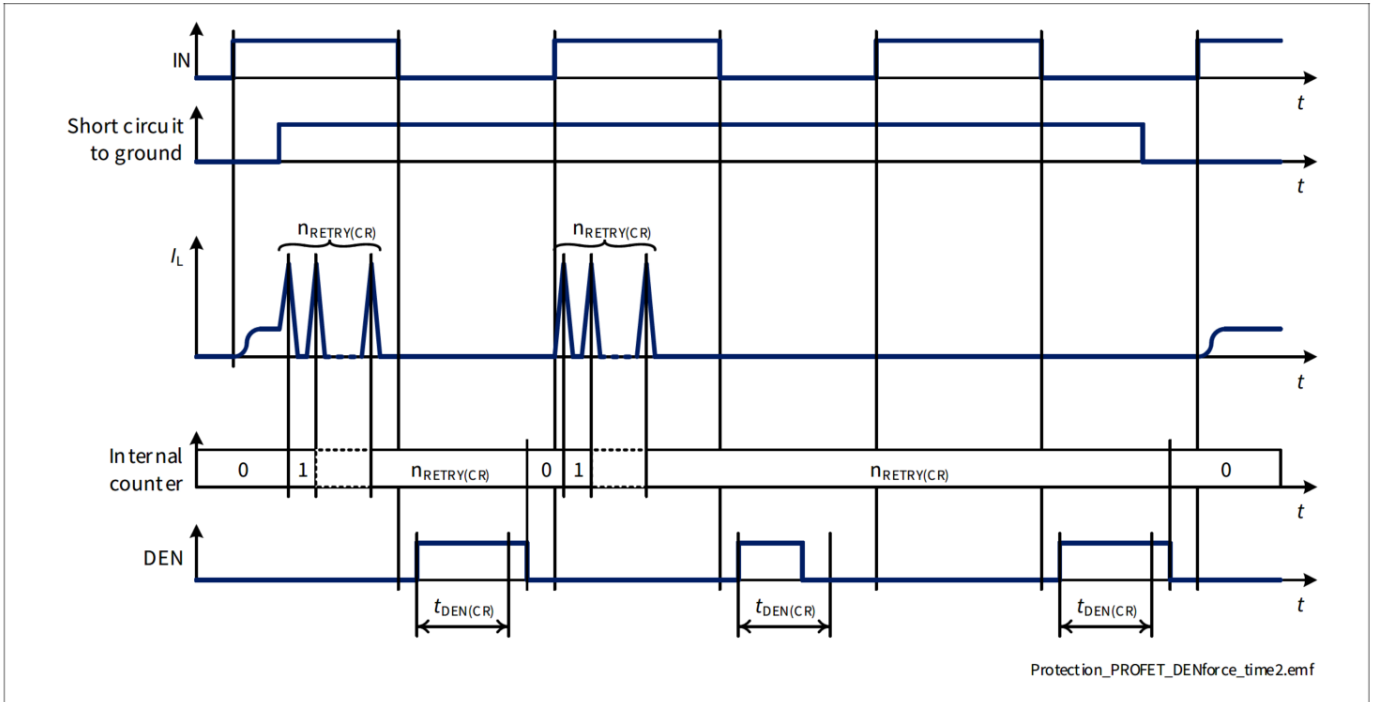 IN
t
Short circuit
to ground
t
nRETRY(CR) nRETRY(CR)
IL
t
Internal
counter
0 1 nRETRY(CR) 0 1 nRETRY(CR) 0
t
DEN
t
tDEN(CR) tDEN(CR) tDEN(CR)
Protection_PROFET_DENforce_time2.emf